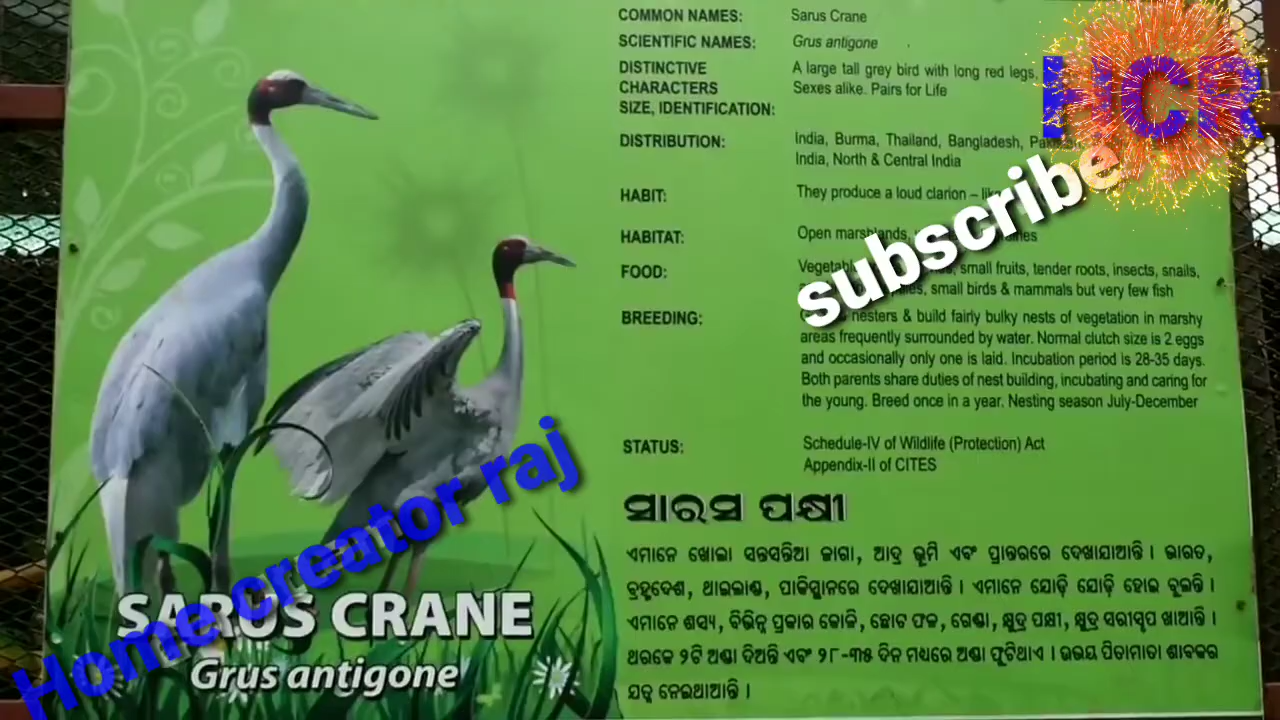 COMMON NAMES: Sarus Crane
SCIENTIFIC NAMES: Grus antigone
DISTINCTIVE CHARACTERS SIZE, IDENTIFICATION:
A large tall grey bird with long red legs,
Sexes alike. Pairs for Life
DISTRIBUTION: India, Burma, Thailand, Bangladesh,
India, North & Central India
HABIT: They produce a loud clarion –
HABITAT: Open marshlands,
FOOD: small fruits, tender roots, insects, snails,
small birds & mammals but very few fish
BREEDING: nesters & build fairly bulky nests of vegetation in marshy
areas frequently surrounded by water. Normal clutch size is 2 eggs
and occasionally only one is laid. Incubation period is 28-35 days.
Both parents share duties of nest building, incubating and caring for
the young. Breed once in a year. Nesting season July-December
STATUS: Schedule-IV of Wildlife (Protection) Act
Appendix-II of CITES
ସାରସ ପକ୍ଷୀ
ଏମାନେ ଖୋଲା ସନ୍ତସନ୍ତିଆ ଜାଗା, ଆଦ୍ର ଭୂମି ଏବଂ ପ୍ରାନ୍ତରରେ ଦେଖାଯାଆନ୍ତି । ଭାରତ,
ବ୍ରହ୍ମଦେଶ, ଥାଇଲାଣ୍ଡ, ପାକିସ୍ଥାନରେ ଦେଖାଯାଆନ୍ତି । ଏମାନେ ଯୋଡ଼ି ଯୋଡ଼ି ହୋଇ ବୁଲନ୍ତି ।
ଏମାନେ ଶସ୍ୟ, ବିଭିନ୍ନ ପ୍ରକାର କୋଳି, ଛୋଟ ଫଳ, ଗେଣ୍ଡା, କ୍ଷୁଦ୍ର ପକ୍ଷୀ, କ୍ଷୁଦ୍ର ସରୀସୃପ ଖାଆନ୍ତି ।
ଥରକେ ୨ଟି ଅଣ୍ଡା ଦିଅନ୍ତି ଏବଂ ୨୮-୩୫ ଦିନ ମଧ୍ୟରେ ଅଣ୍ଡା ଫୁଟିଥାଏ । ଉଭୟ ପିତାମାତା ଶାବକର
ଯତ୍ନ ନେଇଥାଆନ୍ତି ।
SARUS CRANE
Grus antigone
HCR
subscribe
Home creator raj